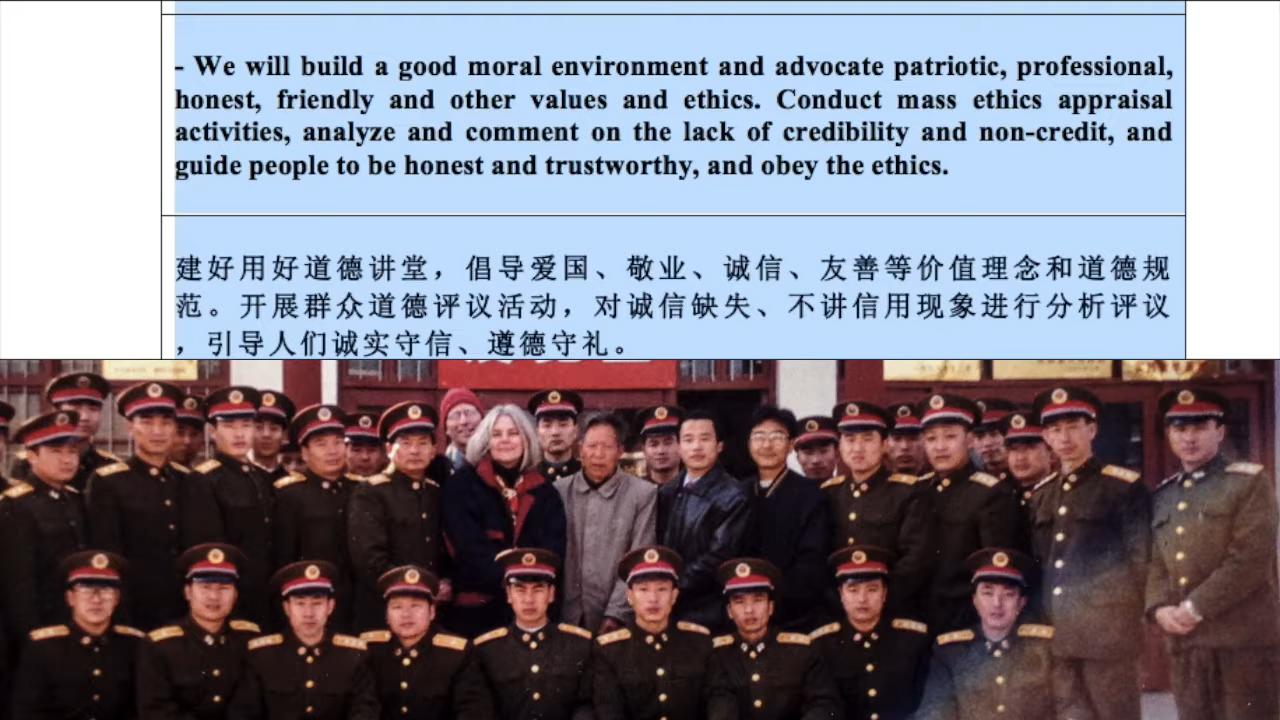 - We will build a good moral environment and advocate patriotic, professional,
honest, friendly and other values and ethics. Conduct mass ethics appraisal
activities, analyze and comment on the lack of credibility and non-credit, and
guide people to be honest and trustworthy, and obey the ethics.
建好用好道德讲堂，倡导爱国、敬业、诚信、友善等价值理念和道德规
范。开展群众道德评议活动，对诚信缺失、不讲信用现象进行分析评议
，引导人们诚实守信、遵德守礼。